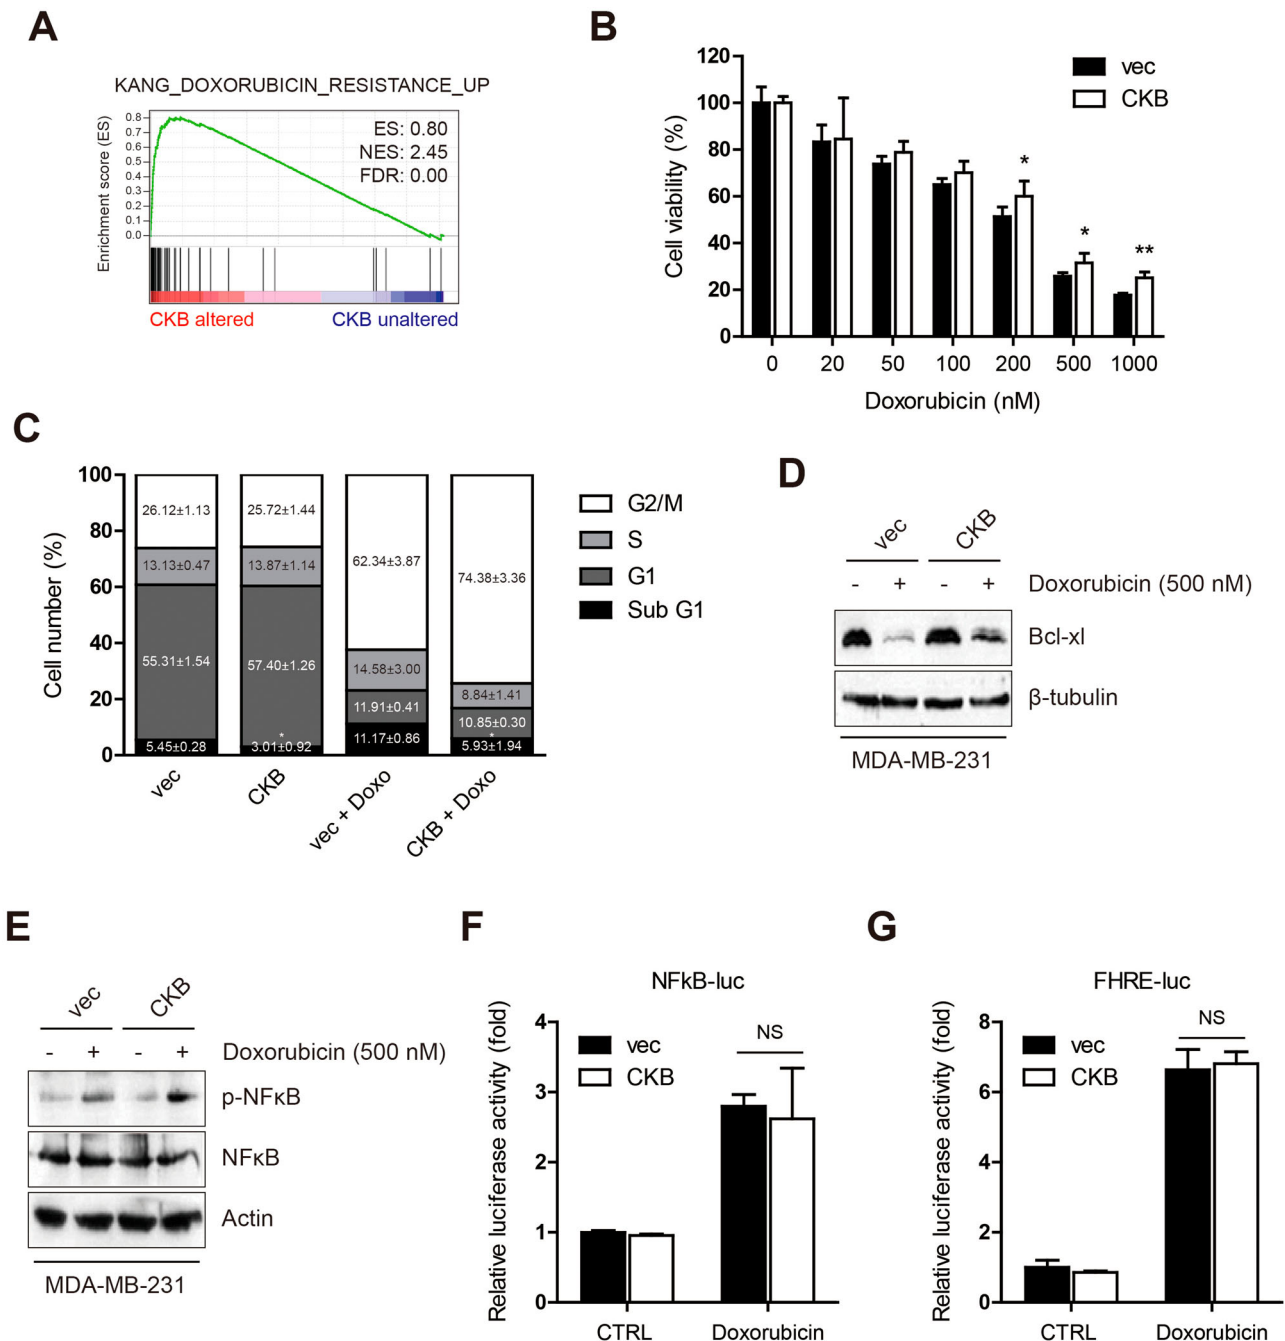 A
KANG_DOXORUBICIN_RESISTANCE_UP
Enrichment score (ES)
0.8
0.7
0.6
0.5
0.4
0.3
0.2
0.1
0.0
ES: 0.80
NES: 2.45
FDR: 0.00
CKB altered CKB unaltered
B
Cell viability (%)
120
100
80
60
40
20
0
vec
CKB
*
*
**
0 20 50 100 200 500 1000
Doxorubicin (nM)
C
Cell number (%)
100
80
60
40
20
0
26.12±1.13
13.13±0.47
55.31±1.54
5.45±0.28
25.72±1.44
13.87±1.14
57.40±1.26
*
3.01±0.92
62.34±3.87
14.58±3.00
11.91±0.41
11.17±0.86
74.38±3.36
8.84±1.41
10.85±0.30
*
5.93±1.94
vec CKB vec + Doxo CKB + Doxo
G2/M
S
G1
Sub G1
D
vec CKB
- + - + Doxorubicin (500 nM)
Bcl-xl
β-tubulin
MDA-MB-231
E
vec CKB
- + - + Doxorubicin (500 nM)
p-NFκB
NFκB
Actin
MDA-MB-231
F
NFkB-luc
Relative luciferase activity (fold)
4
3
2
1
0
vec
CKB
NS
CTRL Doxorubicin
G
FHRE-luc
Relative luciferase activity (fold)
8
6
4
2
0
vec
CKB
NS
CTRL Doxorubicin